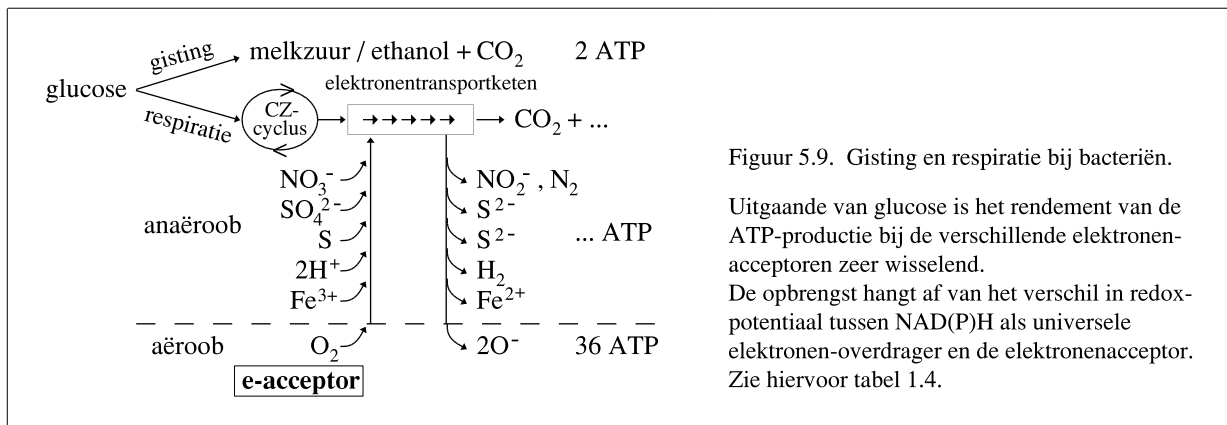 gisting melkzuur / ethanol + CO₂ 2 ATP
glucose
elektronentransportketen
respiratie CZ-cyclus CO₂ + ...
NO₃⁻ NO₂⁻ , N₂
SO₄²⁻ S²⁻
anaëroob S S²⁻ ... ATP
2H⁺ H₂
Fe³⁺ Fe²⁺
aëroob O₂ 2O⁻ 36 ATP
e-acceptor
Figuur 5.9. Gisting en respiratie bij bacteriën.
Uitgaande van glucose is het rendement van de
ATP-productie bij de verschillende elektronen-
acceptoren zeer wisselend.
De opbrengst hangt af van het verschil in redox-
potentiaal tussen NAD(P)H als universele
elektronen-overdrager en de elektronenacceptor.
Zie hiervoor tabel 1.4.